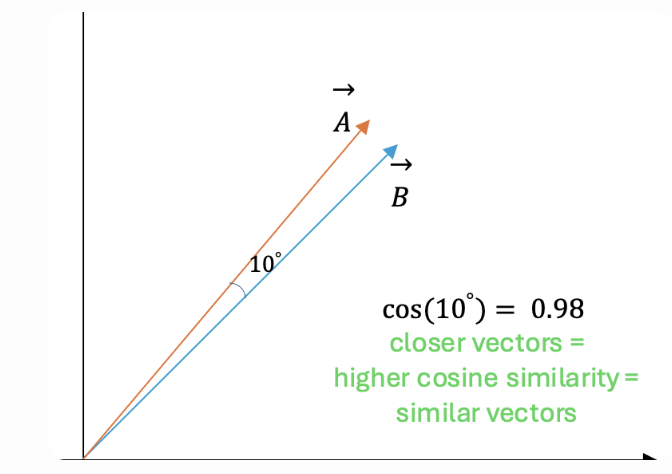 →
A
→
B
10°
cos(10°) = 0.98
closer vectors =
higher cosine similarity =
similar vectors